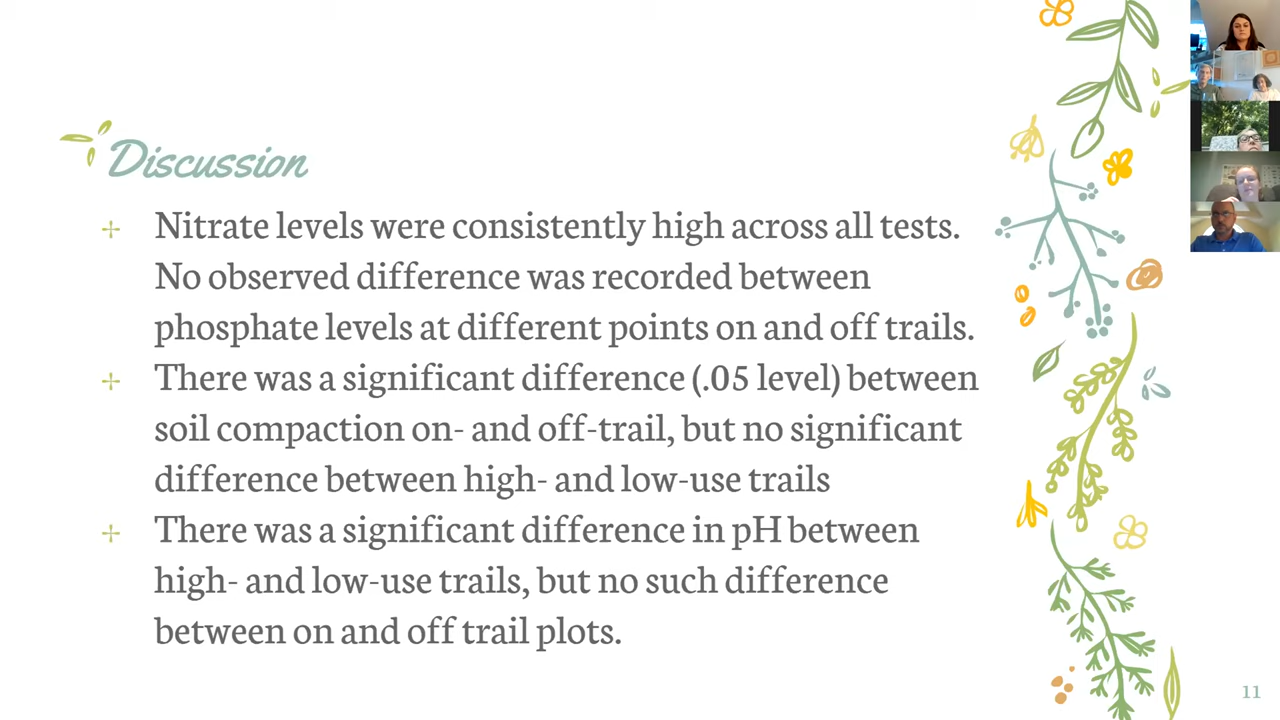 Discussion
Nitrate levels were consistently high across all tests.
No observed difference was recorded between
phosphate levels at different points on and off trails.
There was a significant difference (.05 level) between
soil compaction on- and off-trail, but no significant
difference between high- and low-use trails
There was a significant difference in pH between
high- and low-use trails, but no such difference
between on and off trail plots.
11